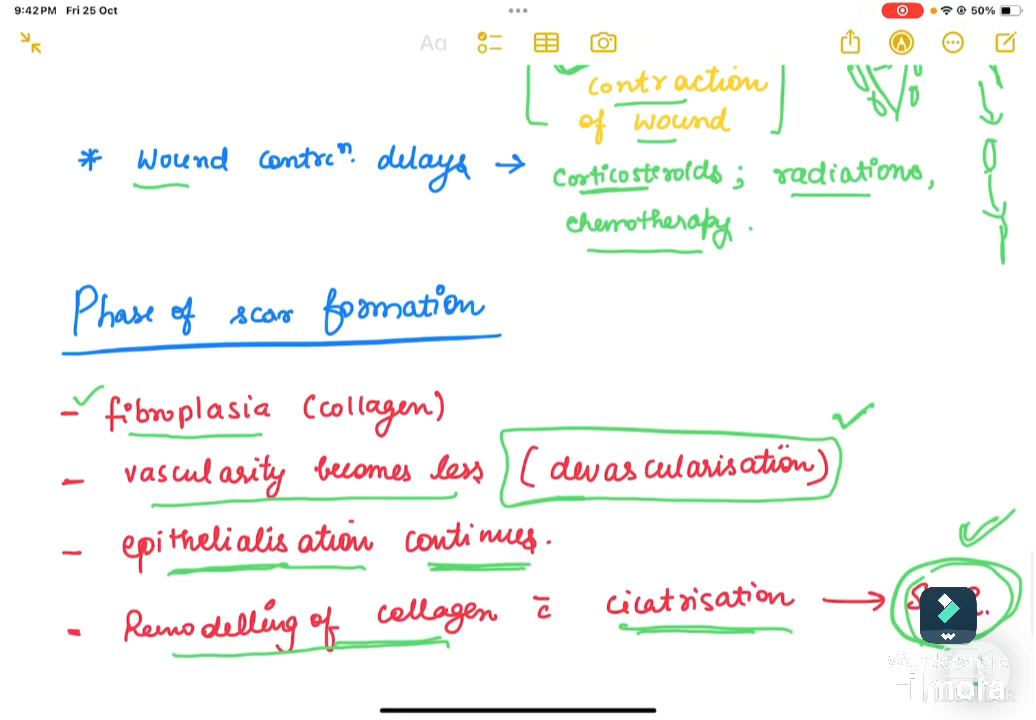 9:42 PM Fri 25 Oct
50%
Aa
contraction
of wound
* wound contrcⁿ. delays → corticosteroids ; radiations,
chemotherapy.
Phase of scar formation
- fibroplasia (collagen)
- vascularity becomes less (devascularisation)
- epithelialisation continues.
- Remodelling of collagen c̄ cicatrisation →
Wondershare
Filmora